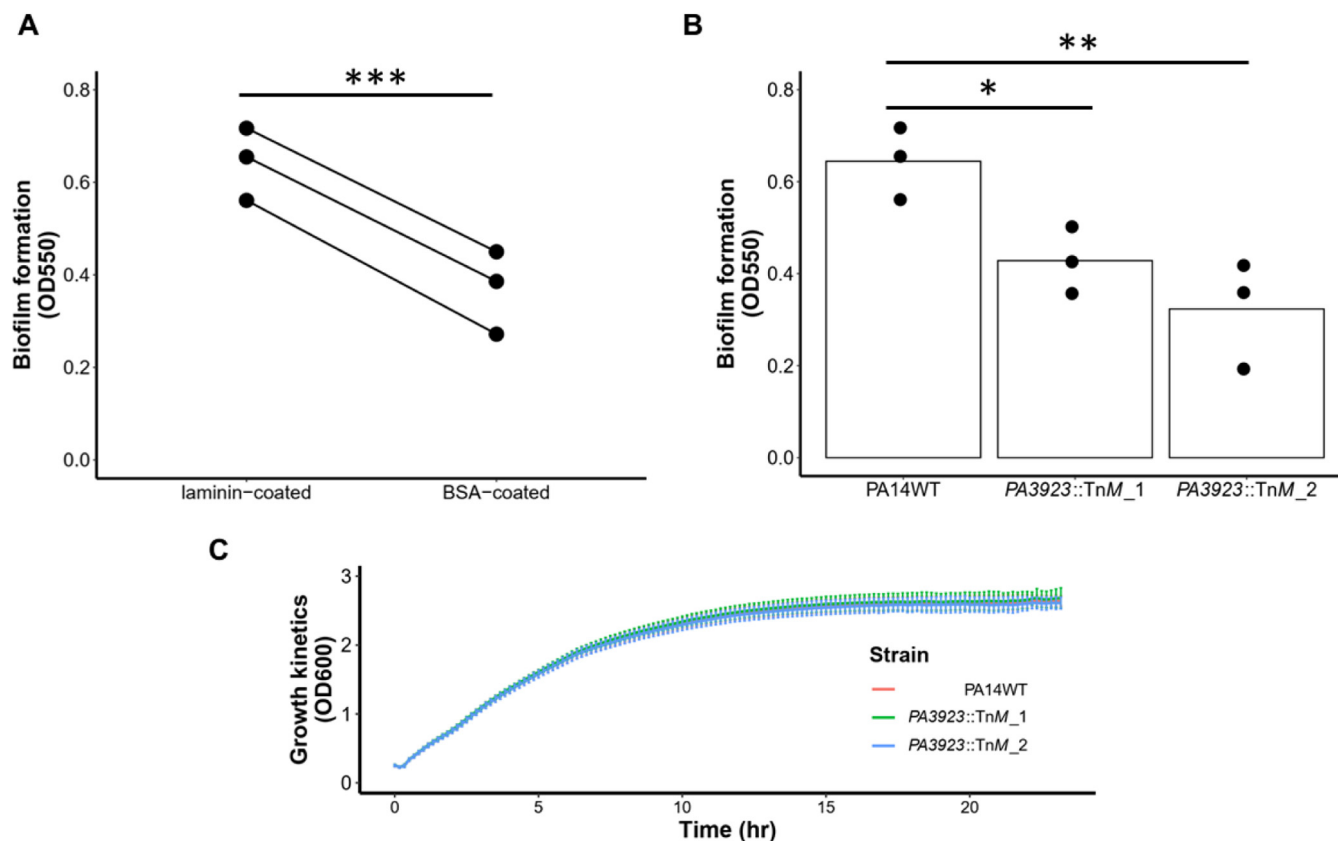 A
***
Biofilm formation
(OD550)
0.8
0.6
0.4
0.2
0.0
laminin-coated
BSA-coated
B
**
*
Biofilm formation
(OD550)
0.8
0.6
0.4
0.2
0.0
PA14WT
PA3923::TnM_1
PA3923::TnM_2
C
Growth kinetics
(OD600)
3
2
1
0
0
5
10
15
20
Time (hr)
Strain
PA14WT
PA3923::TnM_1
PA3923::TnM_2